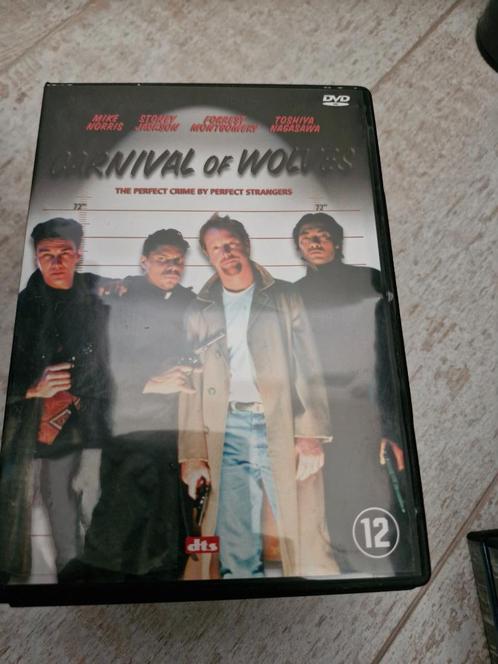 DVD
MIKE NORRIS
STONEY JACKSON
FORREST MONTGOMERY
TOSHIYA NAGASAWA
CARNIVAL OF WOLVES
THE PERFECT CRIME BY PERFECT STRANGERS
72"
72"
dts
12